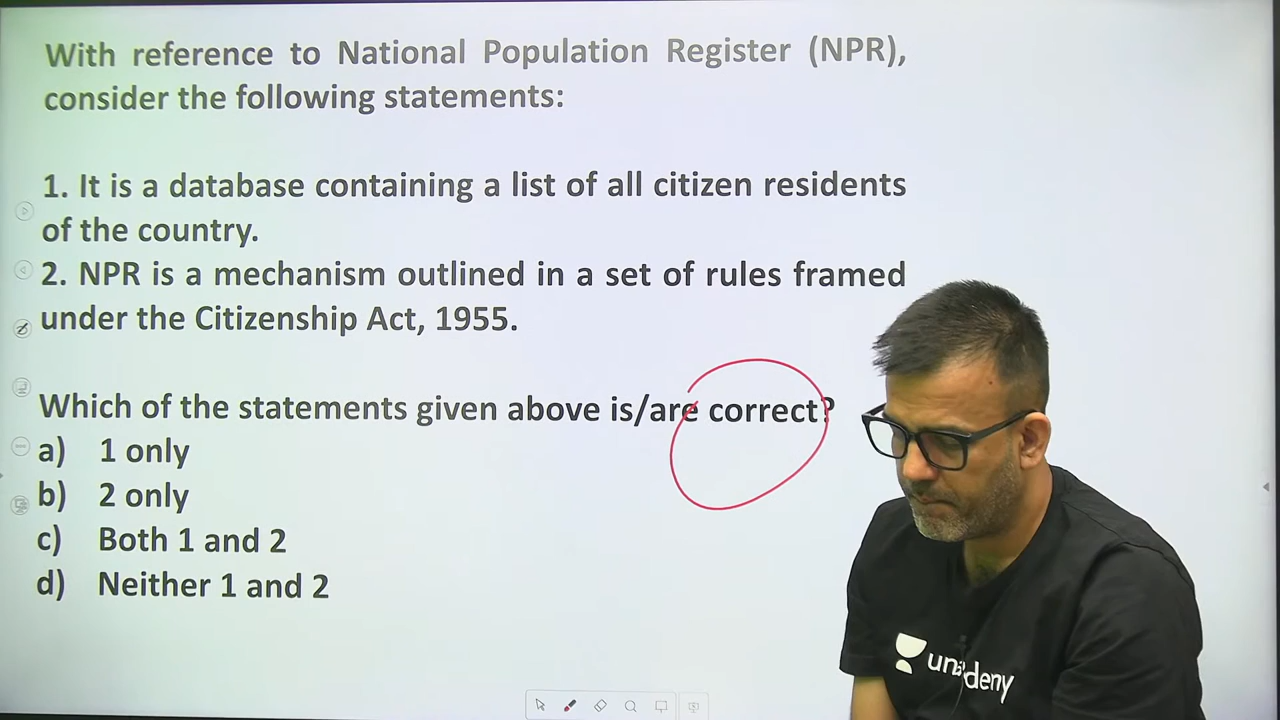 With reference to National Population Register (NPR),
consider the following statements:
1. It is a database containing a list of all citizen residents
of the country.
2. NPR is a mechanism outlined in a set of rules framed
under the Citizenship Act, 1955.
Which of the statements given above is/are correct?
a) 1 only
b) 2 only
c) Both 1 and 2
d) Neither 1 and 2